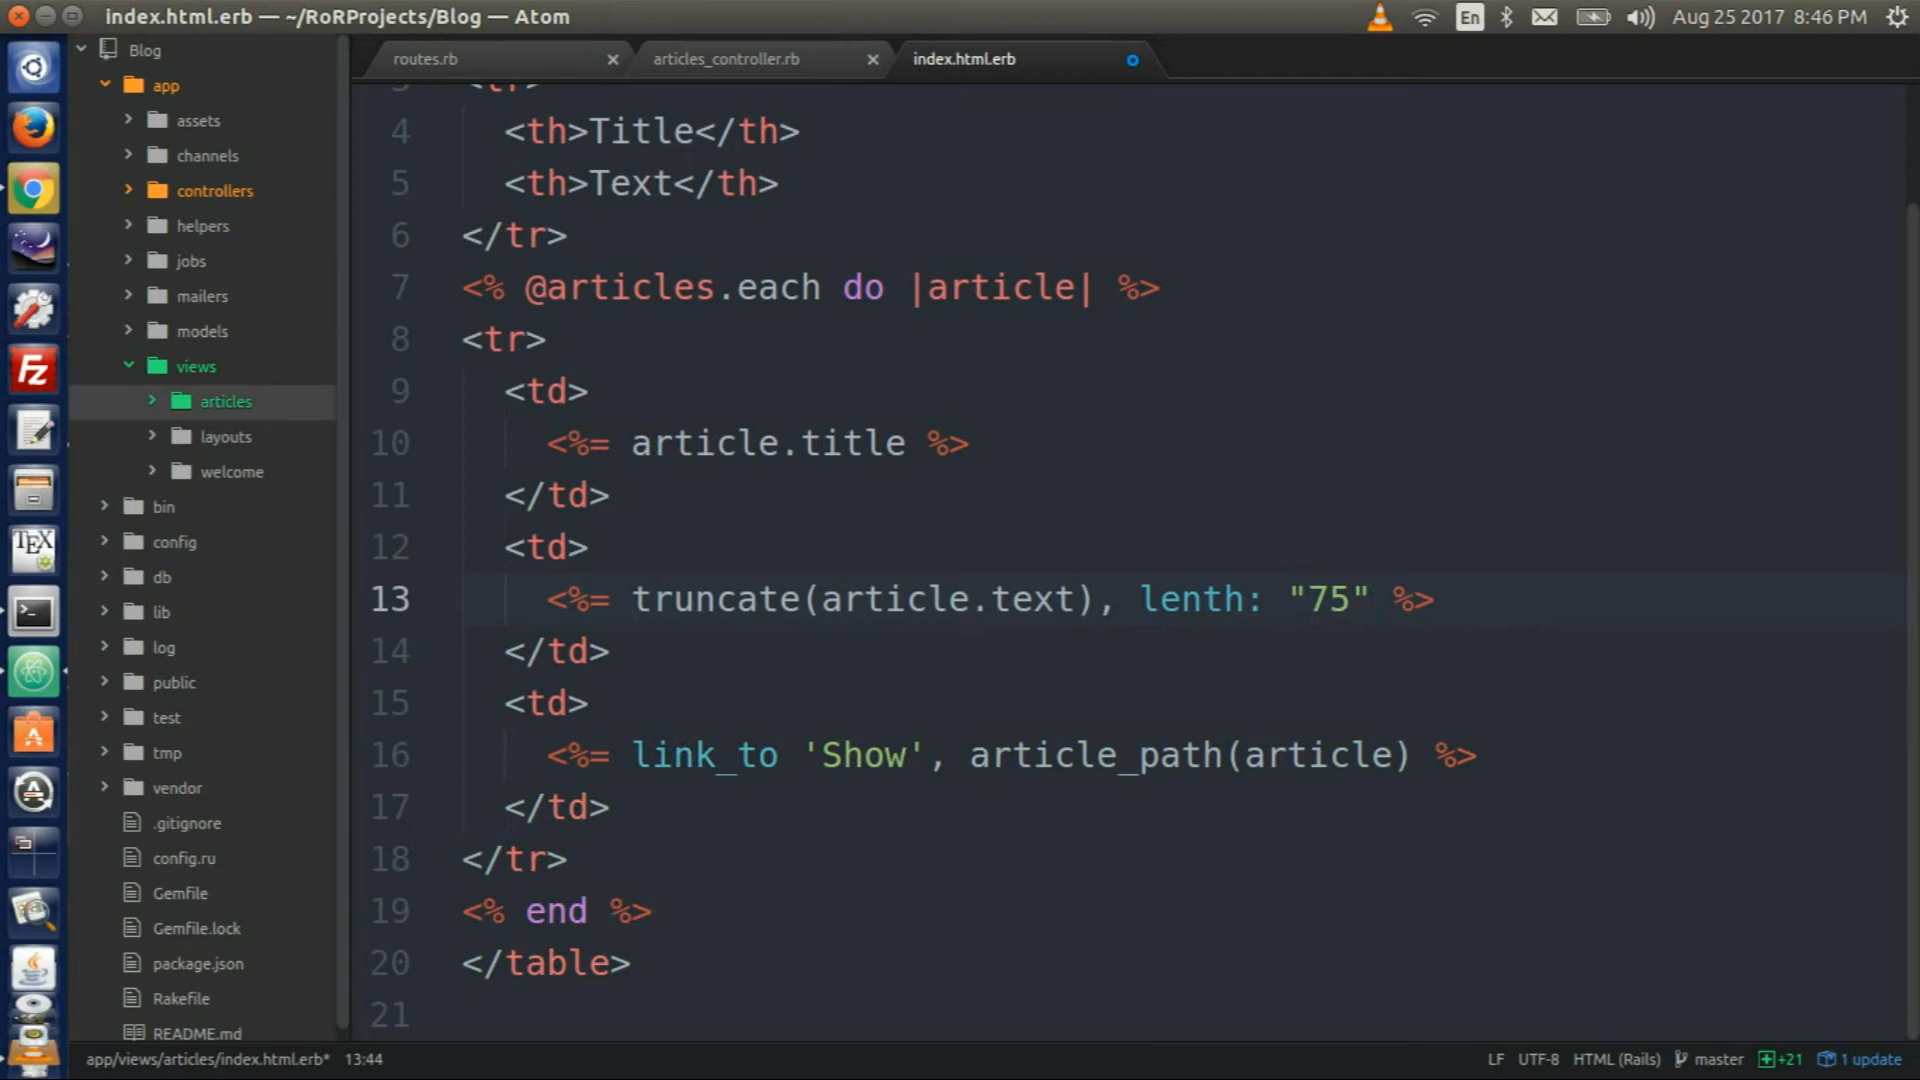 index.html.erb — ~/RoRProjects/Blog — Atom
En
Aug 25 2017 8:46 PM
Blog
app
assets
channels
controllers
helpers
jobs
mailers
models
views
articles
layouts
welcome
bin
config
db
lib
log
public
test
tmp
vendor
.gitignore
config.ru
Gemfile
Gemfile.lock
package.json
Rakefile
README.md
routes.rb
articles_controller.rb
index.html.erb
3 <tr>
4 <th>Title</th>
5 <th>Text</th>
6 </tr>
7 <% @articles.each do |article| %>
8 <tr>
9 <td>
10 <%= article.title %>
11 </td>
12 <td>
13 <%= truncate(article.text), lenth: "75" %>
14 </td>
15 <td>
16 <%= link_to 'Show', article_path(article) %>
17 </td>
18 </tr>
19 <% end %>
20 </table>
21
app/views/articles/index.html.erb* 13:44
LF UTF-8 HTML (Rails) master +21 1 update
Fz
TEX